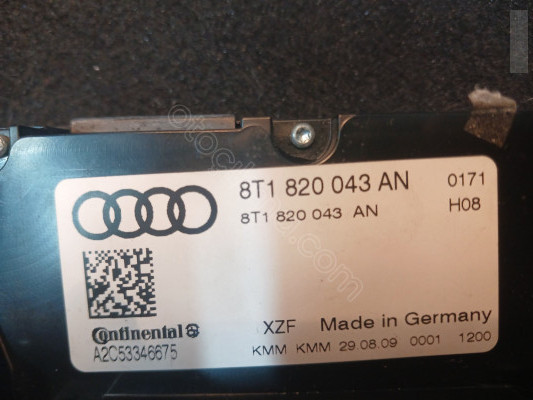 8T1 820 043 AN 0171
8T1 820 043 AN H08
Continental
A2C53346675
XZF Made in Germany
KMM KMM 29.08.09 0001 1200